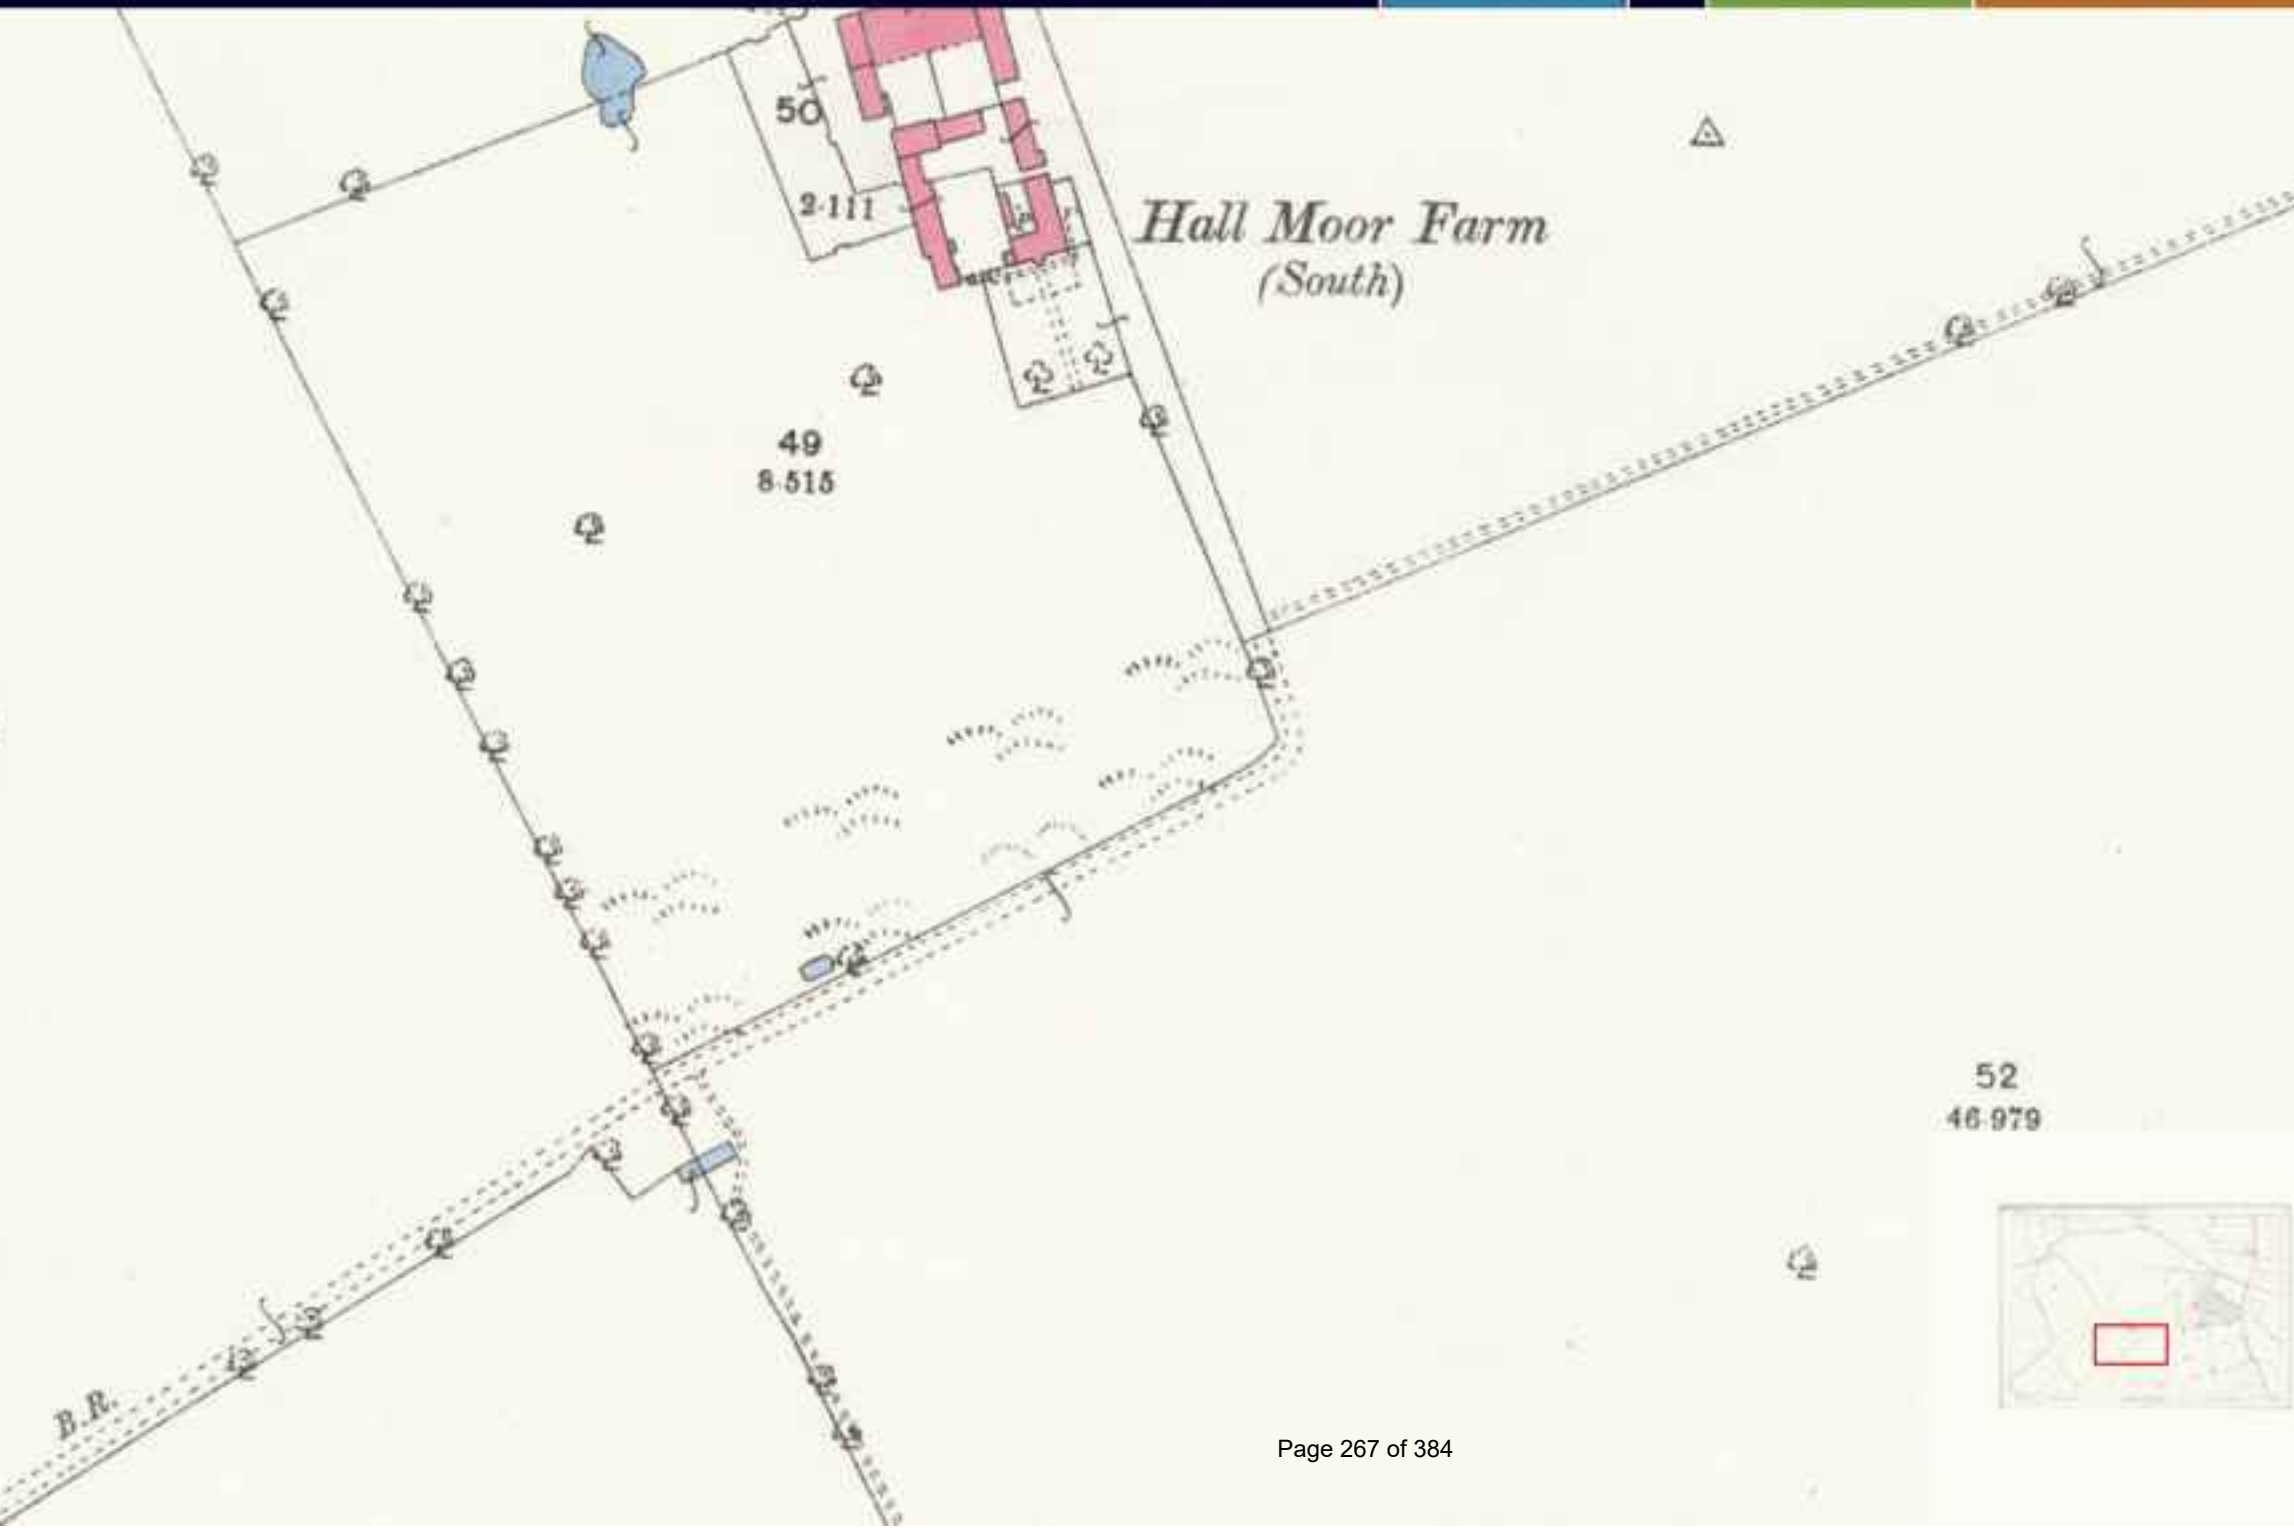 50
2·111
Hall Moor Farm
(South)
49
8·515
52
46·979
B.R.
Page 267 of 384